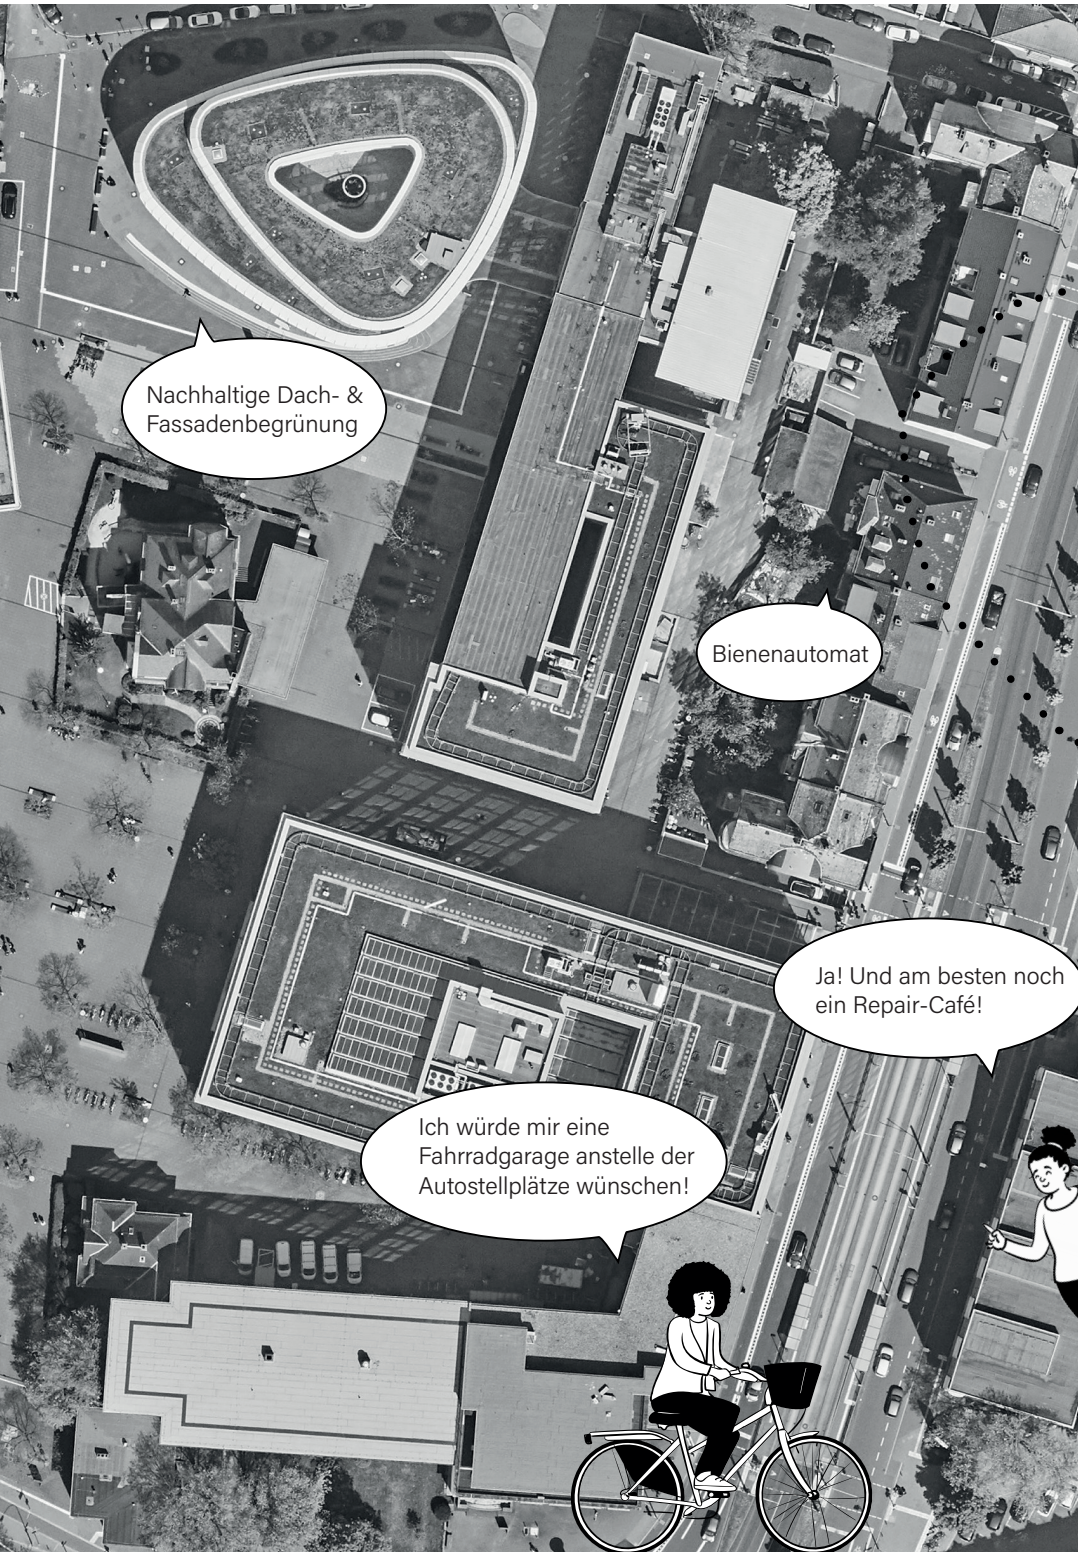 Nachhaltige Dach- &
Fassadenbegrünung
Bienenautomat
Ja! Und am besten noch
ein Repair-Café!
Ich würde mir eine
Fahrradgarage anstelle der
Autostellplätze wünschen!